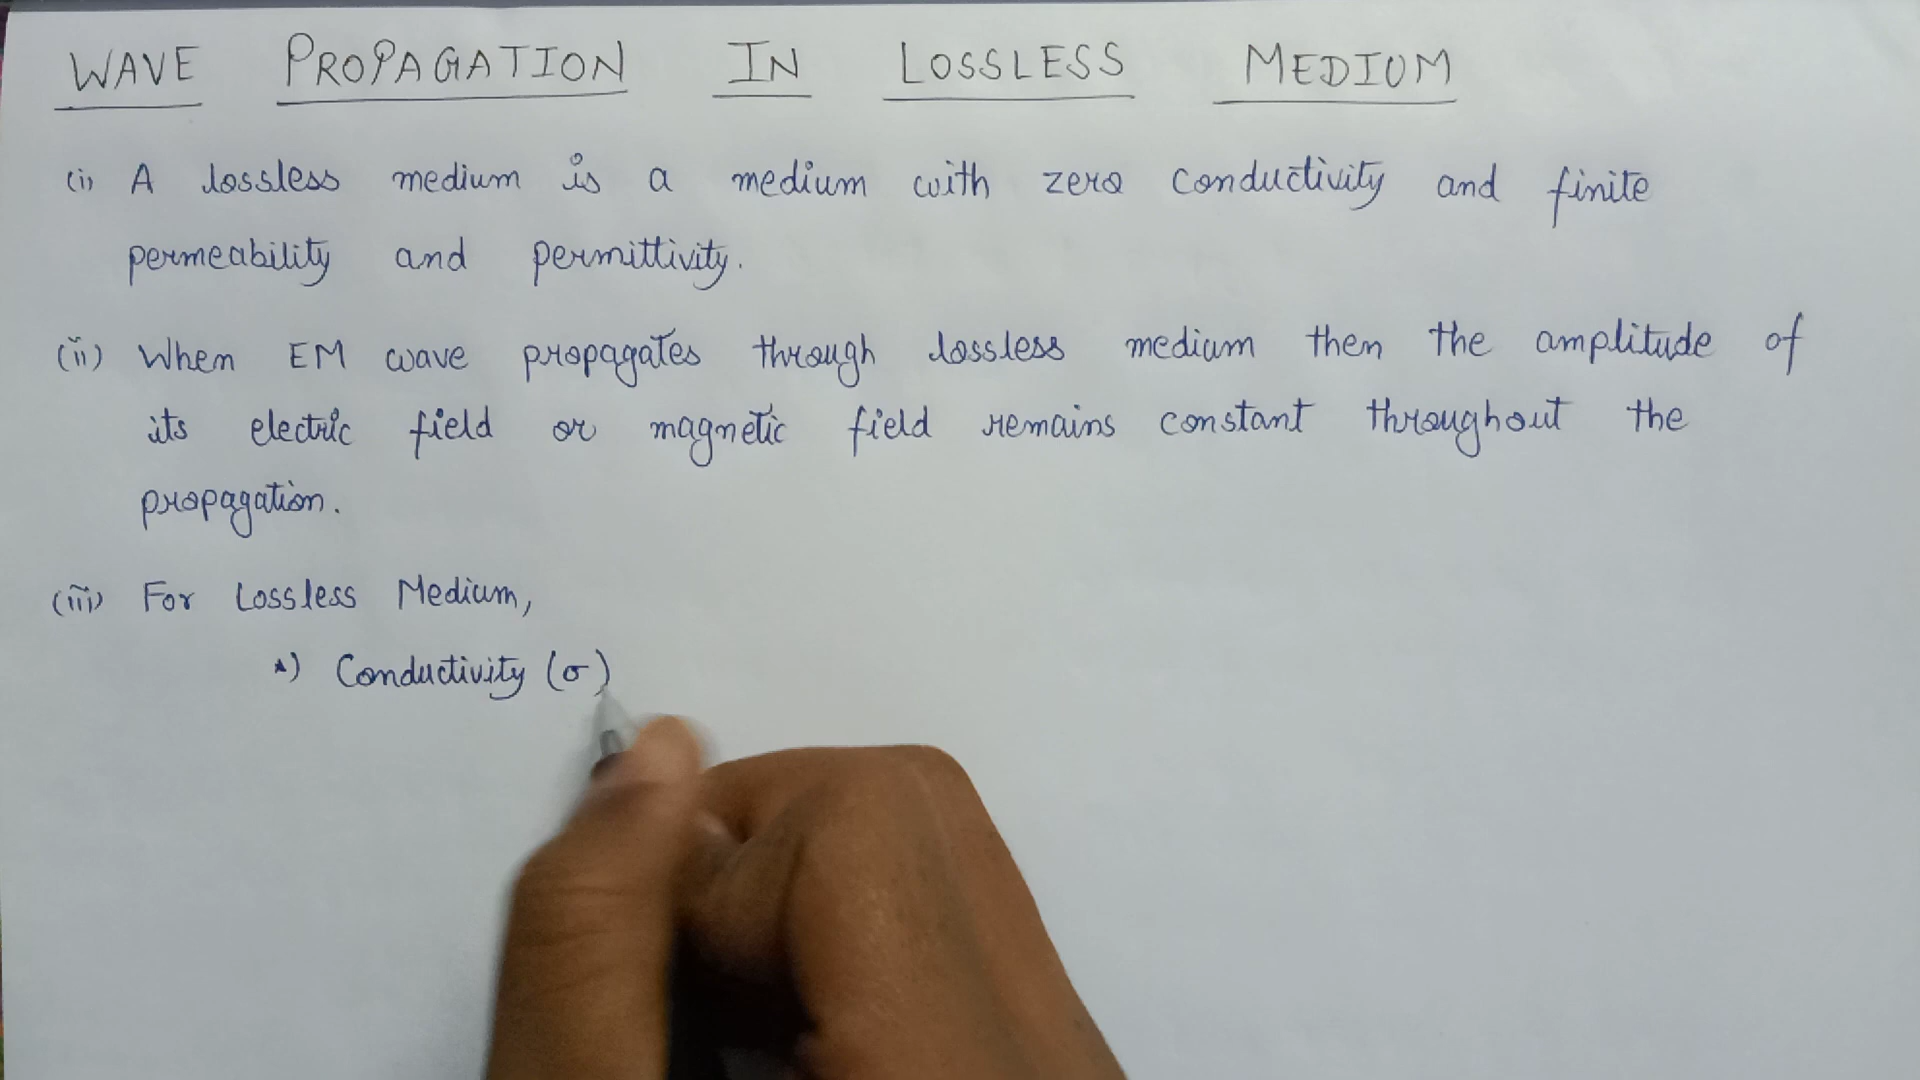 WAVE PROPAGATION IN LOSSLESS MEDIUM
(i) A lossless medium is a medium with zero conductivity and finite
permeability and permittivity.
(ii) When EM wave propagates through lossless medium then the amplitude of
its electric field or magnetic field remains constant throughout the
propagation.
(iii) For Lossless Medium,
*) Conductivity (σ)